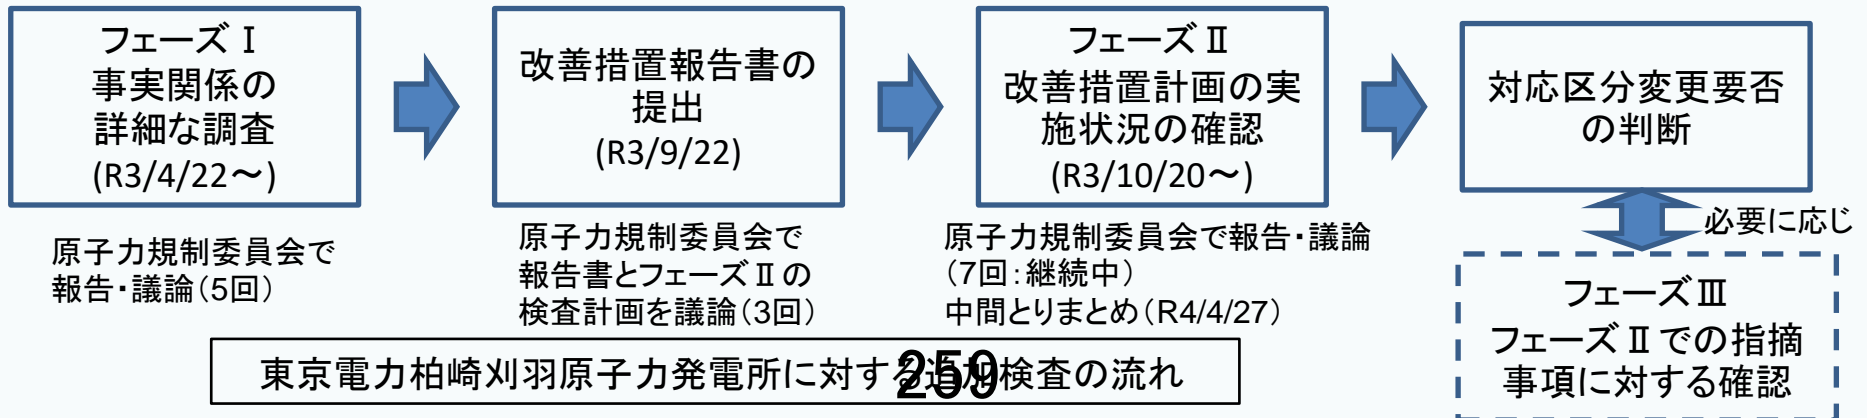 フェーズⅠ
事実関係の
詳細な調査
(R3/4/22～)
原子力規制委員会で
報告・議論(5回)
改善措置報告書の
提出
(R3/9/22)
原子力規制委員会で
報告書とフェーズⅡの
検査計画を議論(3回)
フェーズⅡ
改善措置計画の実
施状況の確認
(R3/10/20～)
原子力規制委員会で報告・議論
(7回:継続中)
中間とりまとめ(R4/4/27)
対応区分変更要否
の判断
必要に応じ
フェーズⅢ
フェーズⅡでの指摘
事項に対する確認
東京電力柏崎刈羽原子力発電所に対する追加検査の流れ
259